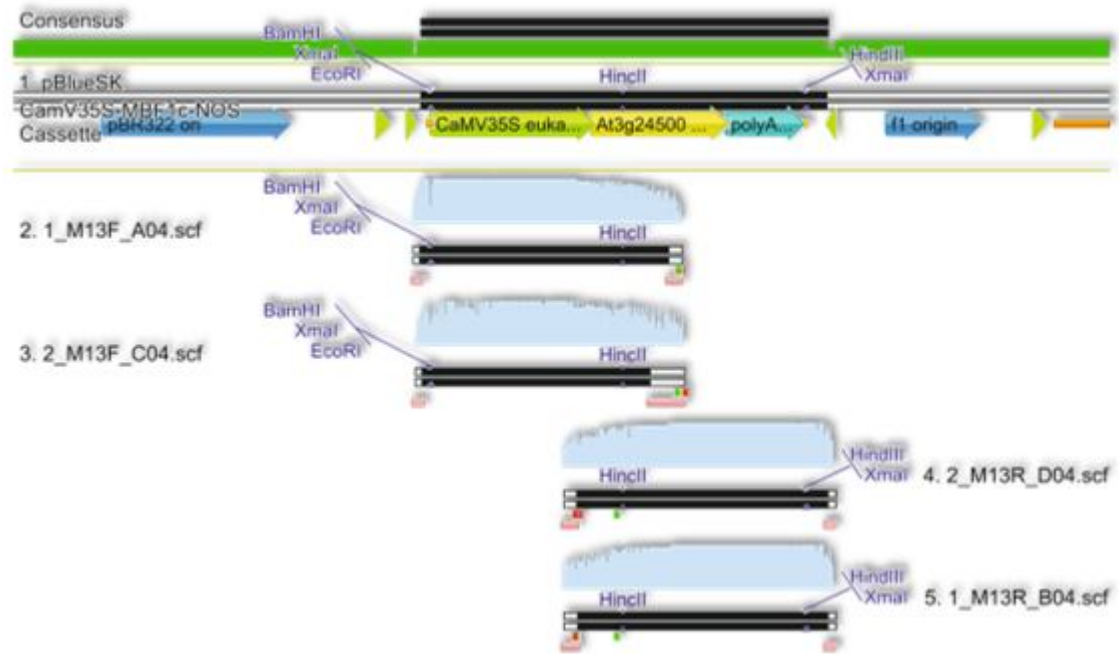 Consensus
BamHI
XmaI
EcoRI
HindIII
XmaI
HincII
1. pBlueSK
CamV35S-MBF1c-NOS
Cassette
pBR322 ori
CaMV35S euka...
At3g24500 ...
polyA...
f1 origin
BamHI
XmaI
EcoRI
HincII
2. 1_M13F_A04.scf
BamHI
XmaI
EcoRI
HincII
3. 2_M13F_C04.scf
HincII
HindIII
XmaI
4. 2_M13R_D04.scf
HincII
HindIII
XmaI
5. 1_M13R_B04.scf